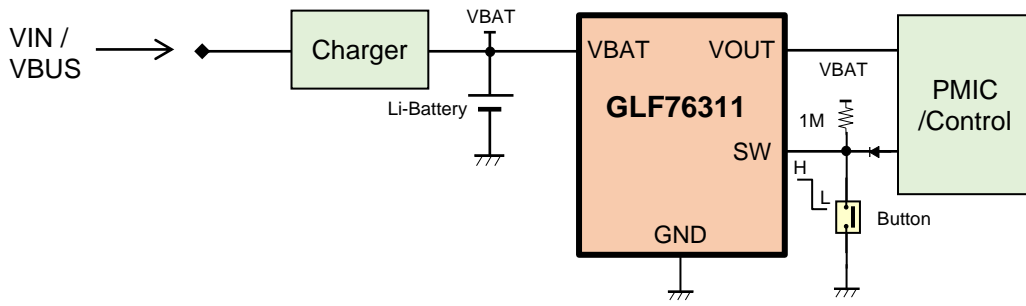 VIN /
VBUS
Charger
VBAT
Li-Battery
VBAT
VOUT
GLF76311
SW
GND
VBAT
1M
H
L
Button
PMIC
/Control